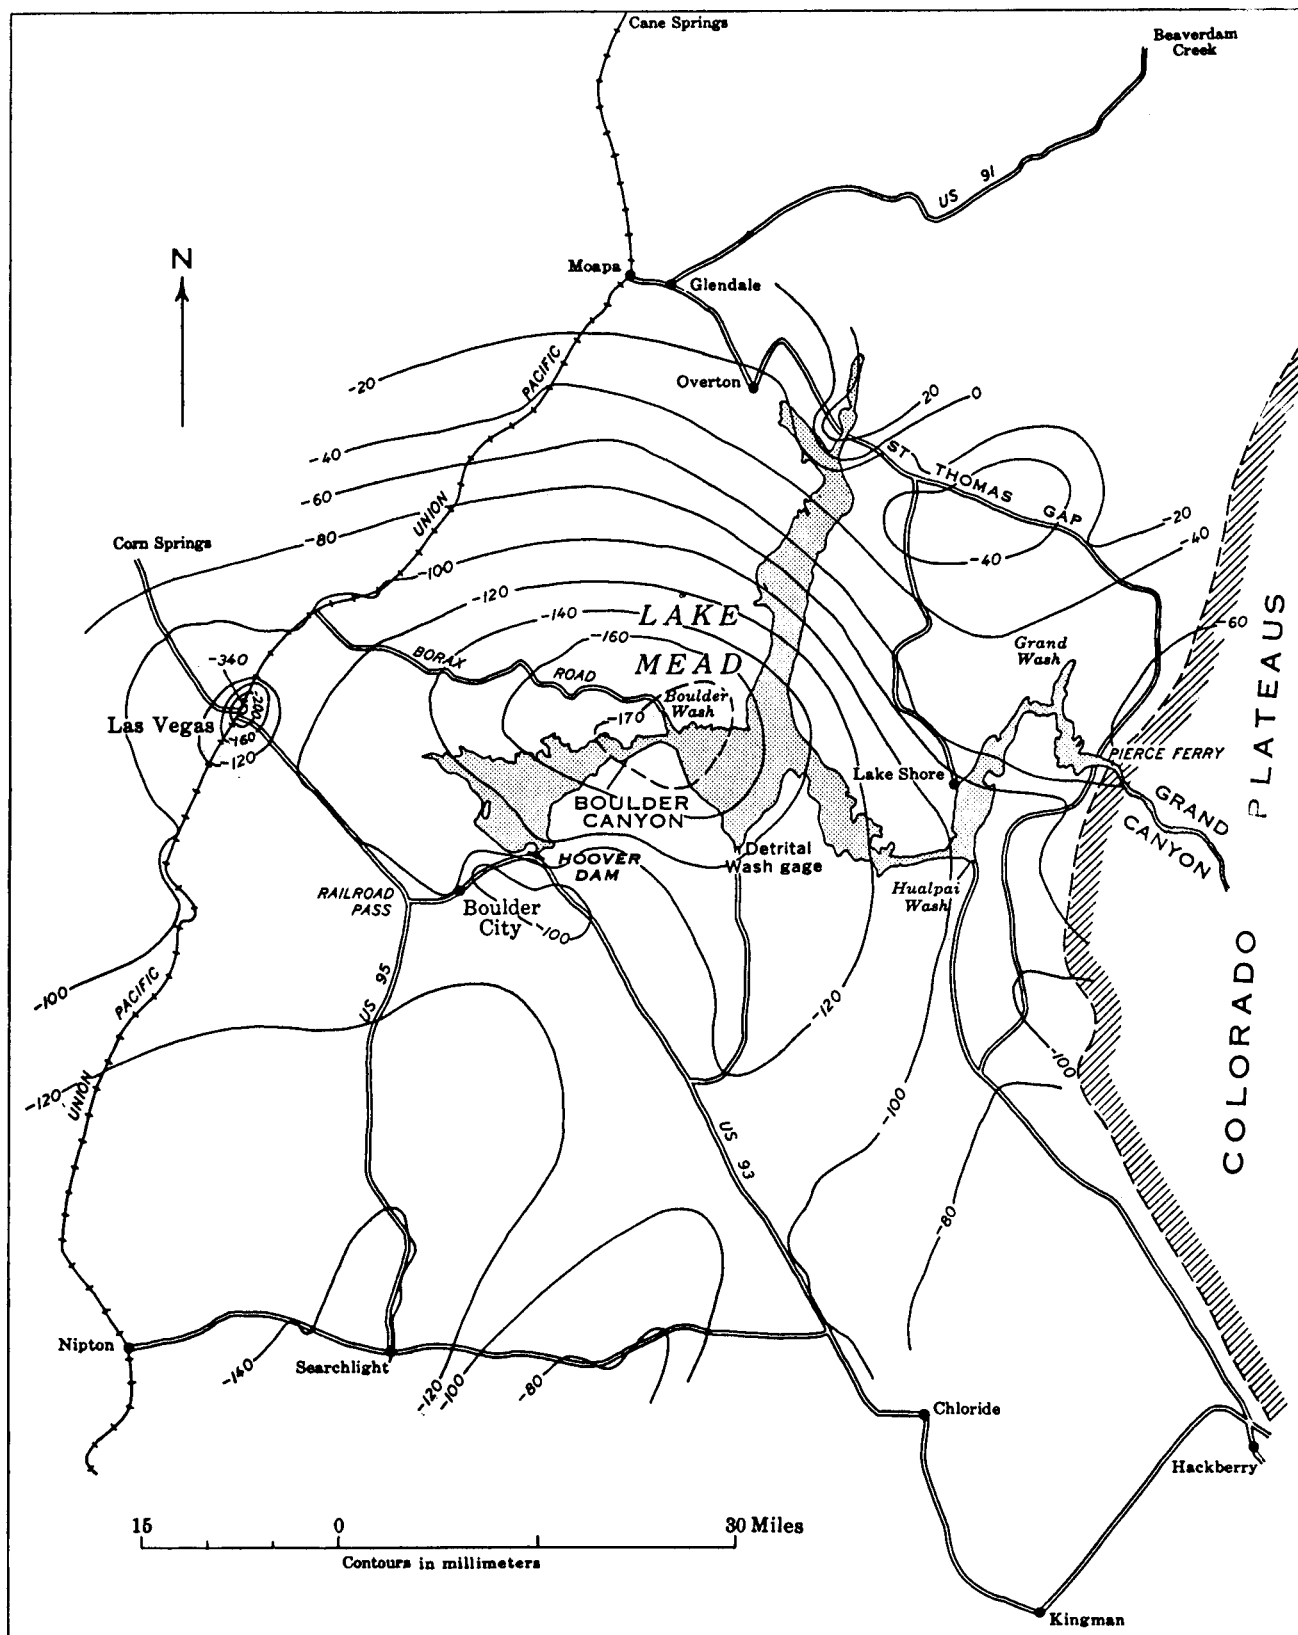 Cane Springs
Beaverdam
Creek
US 91
N
Moapa
Glendale
PACIFIC
-20
Overton
20
0
-40
ST. THOMAS GAP
-60
UNION
-20
-80
-40
Corn Springs
-40
-100
-120
-140
LAKE
-60
-160
MEAD
Grand
Wash
BORAX ROAD
-340
Boulder
Wash
-200
Las Vegas
-170
-160
-120
PIERCE FERRY
Lake Shore
BOULDER
CANYON
GRAND
CANYON
Detrital
Wash gage
HOOVER
DAM
RAILROAD
PASS
Boulder
City
Hualpai
Wash
-100
COLORADO PLATEAUS
-100
PACIFIC
US 95
-120
-100
-120
UNION
-100
US 93
-80
Nipton
Searchlight
-140
-120
-100
-80
Chloride
Hackberry
15 0 30 Miles
Contours in millimeters
Kingman